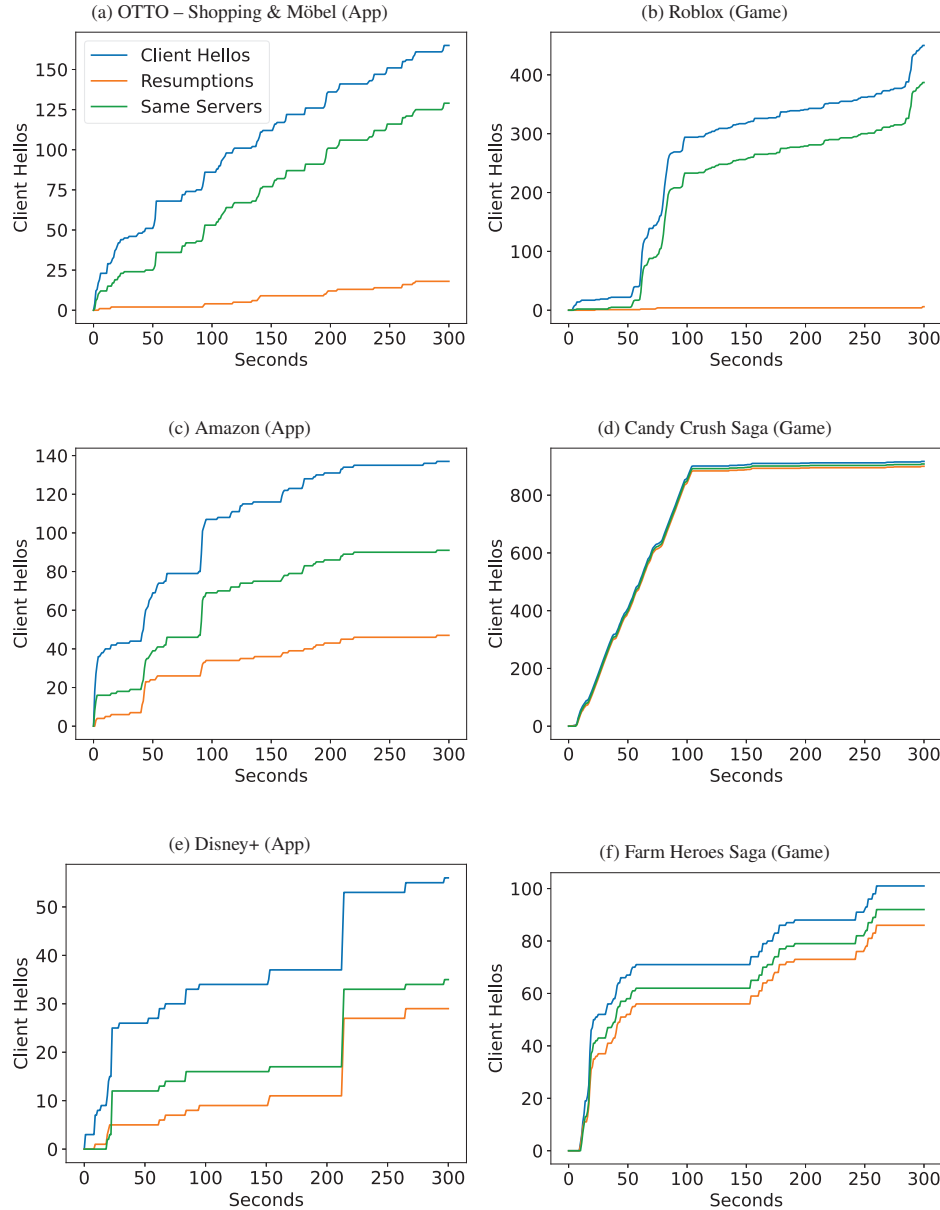 (a) OTTO – Shopping & Möbel (App)
150
125
100
75
50
25
0
Client Hellos
Client Hellos
Resumptions
Same Servers
0 50 100 150 200 250 300
Seconds
(b) Roblox (Game)
400
300
200
100
0
Client Hellos
0 50 100 150 200 250 300
Seconds
(c) Amazon (App)
140
120
100
80
60
40
20
0
Client Hellos
0 50 100 150 200 250 300
Seconds
(d) Candy Crush Saga (Game)
800
600
400
200
0
Client Hellos
0 50 100 150 200 250 300
Seconds
(e) Disney+ (App)
50
40
30
20
10
0
Client Hellos
0 50 100 150 200 250 300
Seconds
(f) Farm Heroes Saga (Game)
100
80
60
40
20
0
Client Hellos
0 50 100 150 200 250 300
Seconds